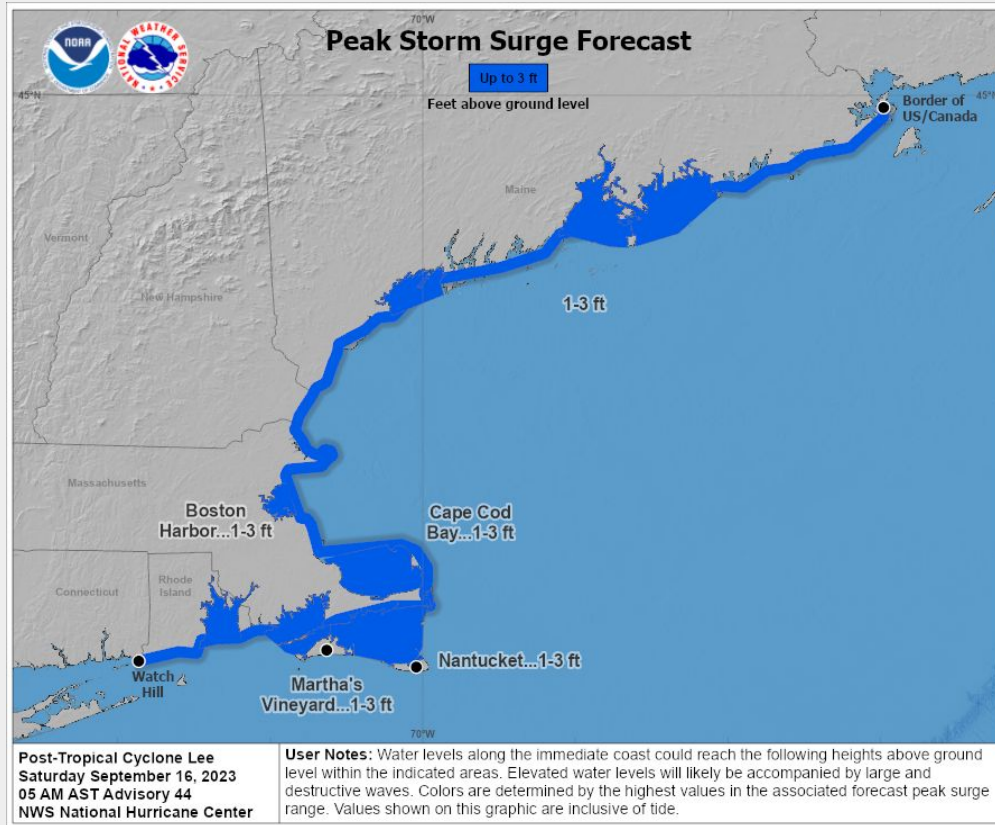 70°W
Peak Storm Surge Forecast
NOAA
NATIONAL WEATHER SERVICE
Up to 3 ft
Feet above ground level
45°N
45°N
Border of
US/Canada
Maine
Vermont
New Hampshire
1-3 ft
Massachusetts
Boston
Harbor...1-3 ft
Cape Cod
Bay...1-3 ft
Connecticut
Rhode
Island
Watch
Hill
Martha's
Vineyard...1-3 ft
Nantucket...1-3 ft
70°W
Post-Tropical Cyclone Lee
Saturday September 16, 2023
05 AM AST Advisory 44
NWS National Hurricane Center
User Notes: Water levels along the immediate coast could reach the following heights above ground
level within the indicated areas. Elevated water levels will likely be accompanied by large and
destructive waves. Colors are determined by the highest values in the associated forecast peak surge
range. Values shown on this graphic are inclusive of tide.